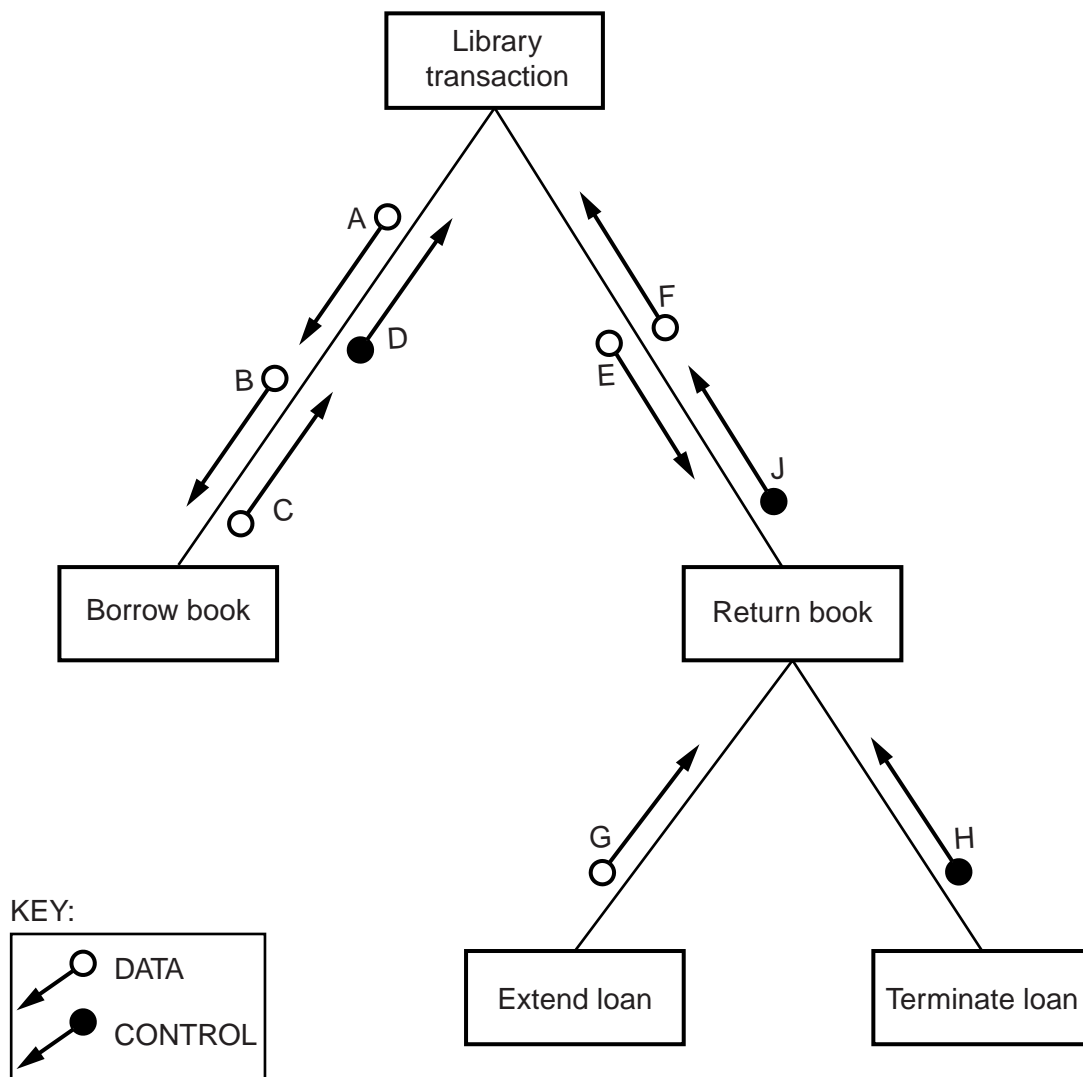 Library
transaction
A
D
B
C
F
E
J
Borrow book
Return book
G
H
KEY:
DATA
CONTROL
Extend loan
Terminate loan